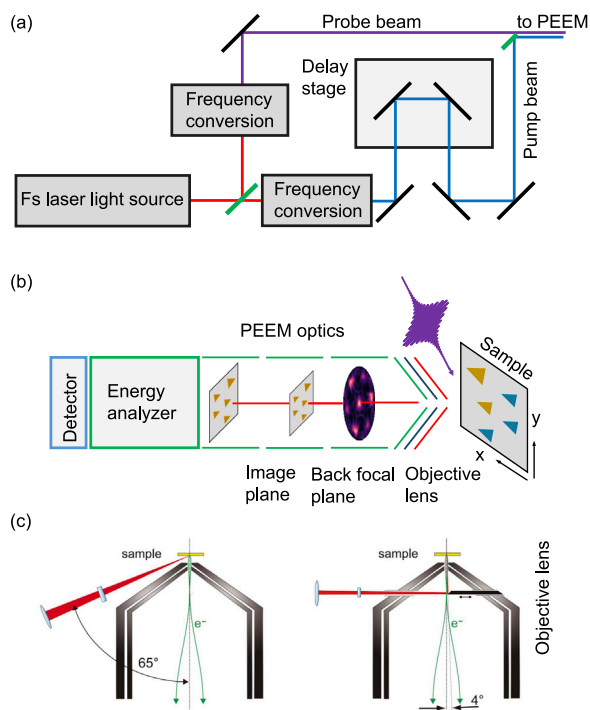 (a)
Probe beam
to PEEM
Delay
stage
Frequency
conversion
Pump beam
Fs laser light source
Frequency
conversion
(b)
PEEM optics
Sample
Detector
Energy
analyzer
y
x
Image
plane
Back focal
plane
Objective
lens
(c)
sample
65°
e-
sample
e-
4°
Objective lens